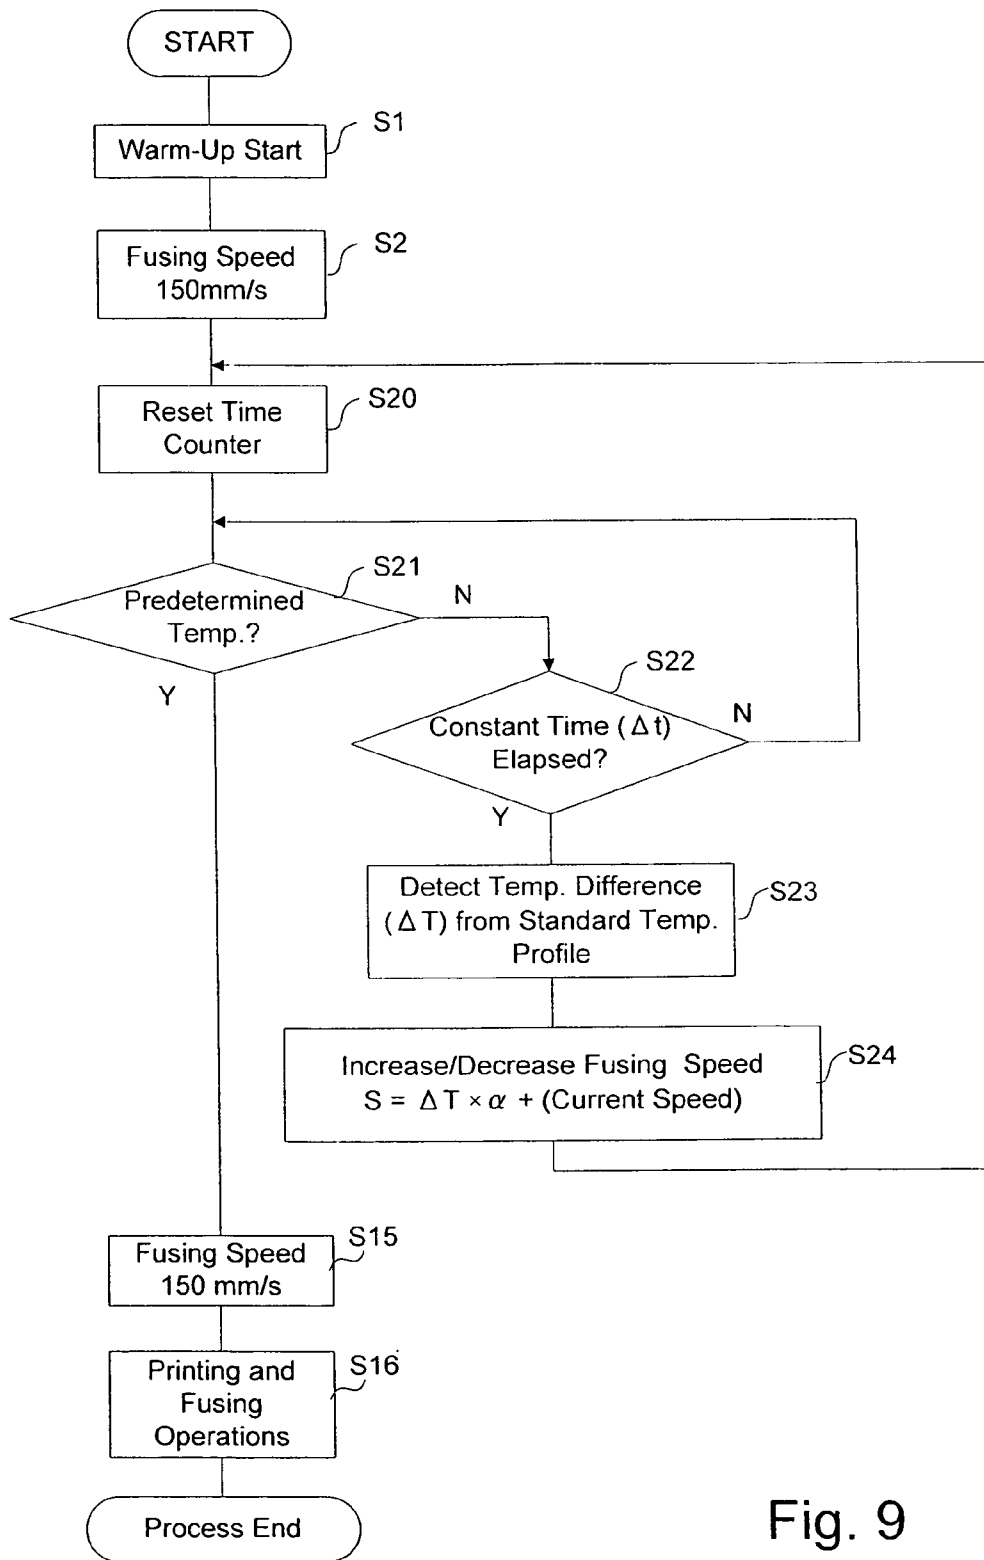 START
S1
Warm-Up Start
S2
Fusing Speed
150mm/s
S20
Reset Time
Counter
S21
Predetermined
Temp.?
N
Y
S22
Constant Time (Δt)
Elapsed?
N
Y
S23
Detect Temp. Difference
(ΔT) from Standard Temp.
Profile
S24
Increase/Decrease Fusing Speed
S = ΔT × α + (Current Speed)
S15
Fusing Speed
150 mm/s
S16
Printing and
Fusing
Operations
Process End
Fig. 9